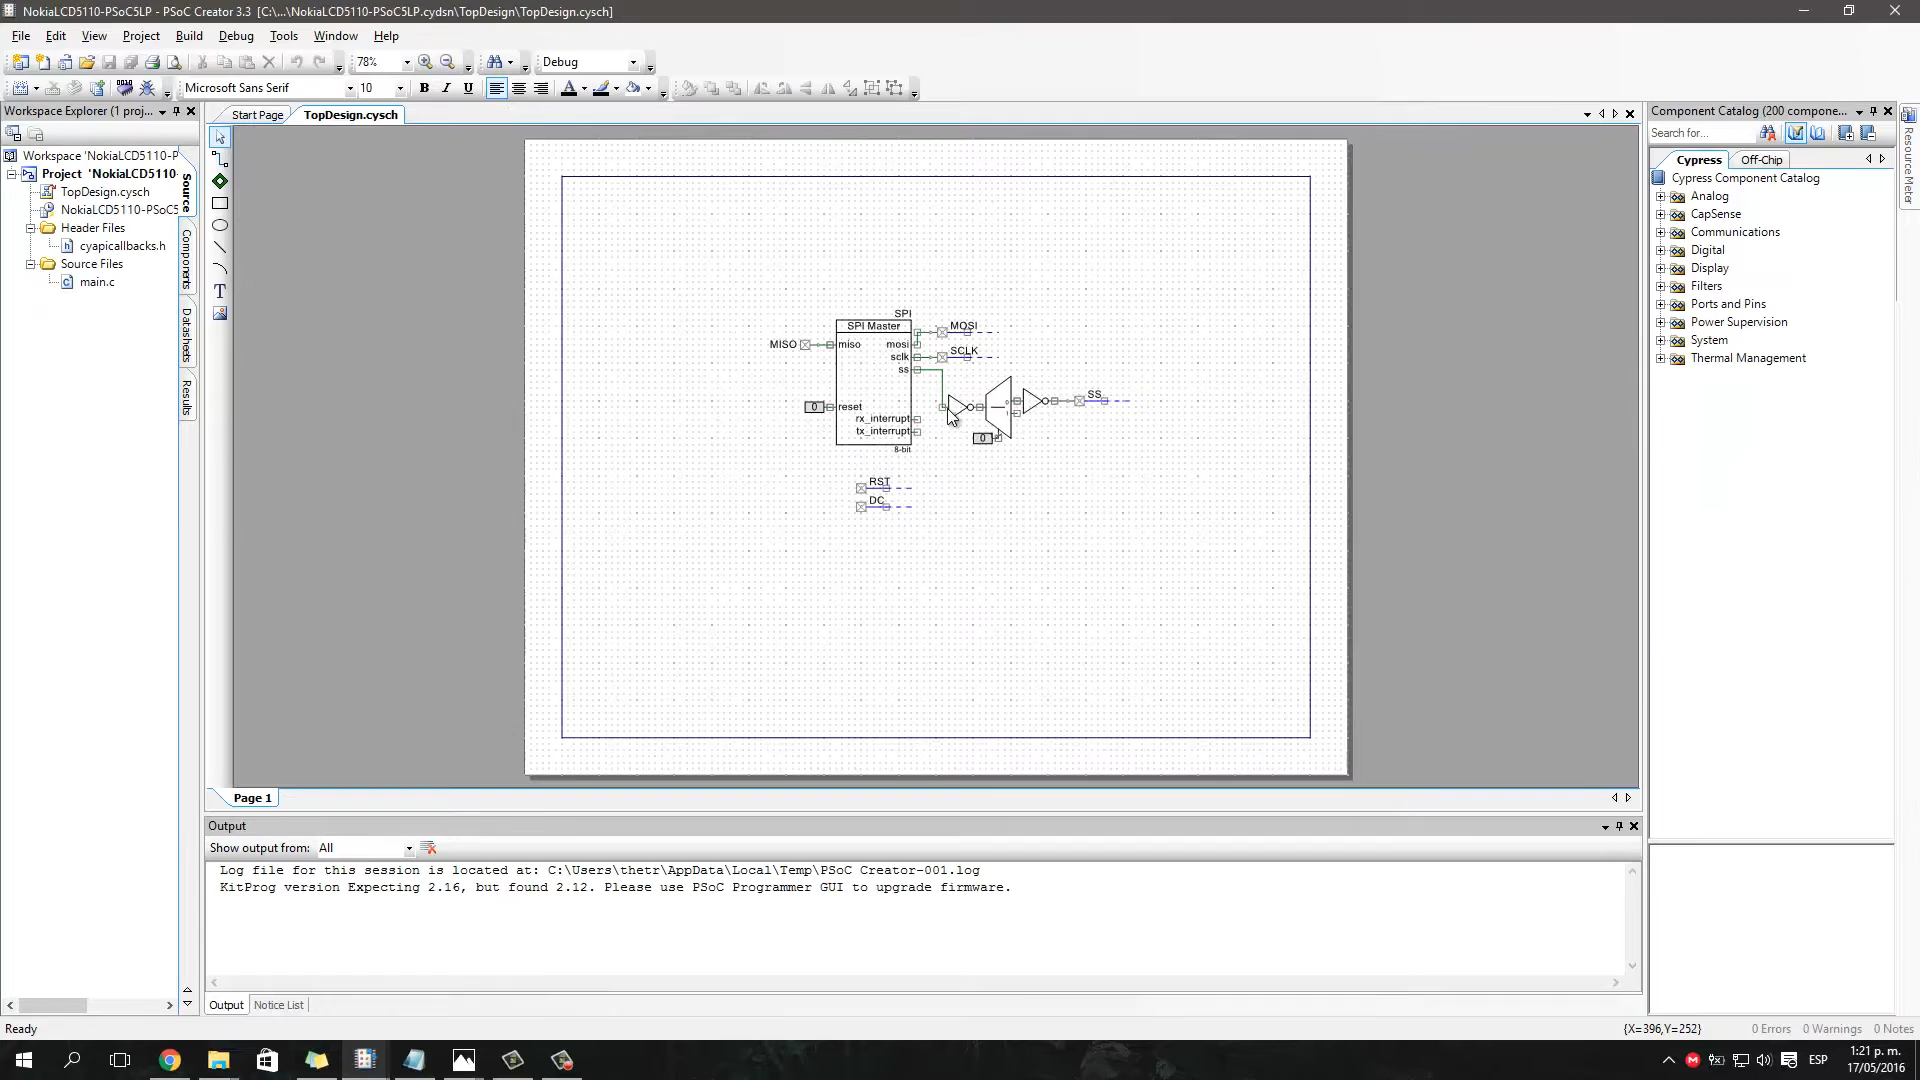 NokiaLCD5110-PSoC5LP - PSoC Creator 3.3 [C:\...\NokiaLCD5110-PSoC5LP.cydsn\TopDesign\TopDesign.cysch]
File Edit View Project Build Debug Tools Window Help
78% Debug
Microsoft Sans Serif 10 B I U A
Workspace Explorer (1 proj...
Start Page TopDesign.cysch
Component Catalog (200 compone...
Search for...
Workspace 'NokiaLCD5110-P
Project 'NokiaLCD5110-
TopDesign.cysch
NokiaLCD5110-PSoC5
Header Files
cyapicallbacks.h
Source Files
main.c
Source
Components
Datasheets
Results
T
SPI
SPI Master
MISO miso mosi MOSI
sclk SCLK
ss
SS
0 reset
rx_interrupt
tx_interrupt
0
8-bit
RST
DC
Cypress Off-Chip
Cypress Component Catalog
Analog
CapSense
Communications
Digital
Display
Filters
Ports and Pins
Power Supervision
System
Thermal Management
Resource Meter
Page 1
Output
Show output from: All
Log file for this session is located at: C:\Users\thetr\AppData\Local\Temp\PSoC Creator-001.log
KitProg version Expecting 2.16, but found 2.12. Please use PSoC Programmer GUI to upgrade firmware.
Output Notice List
Ready {X=396,Y=252} 0 Errors 0 Warnings 0 Notes
ESP
1:21 p. m.
17/05/2016